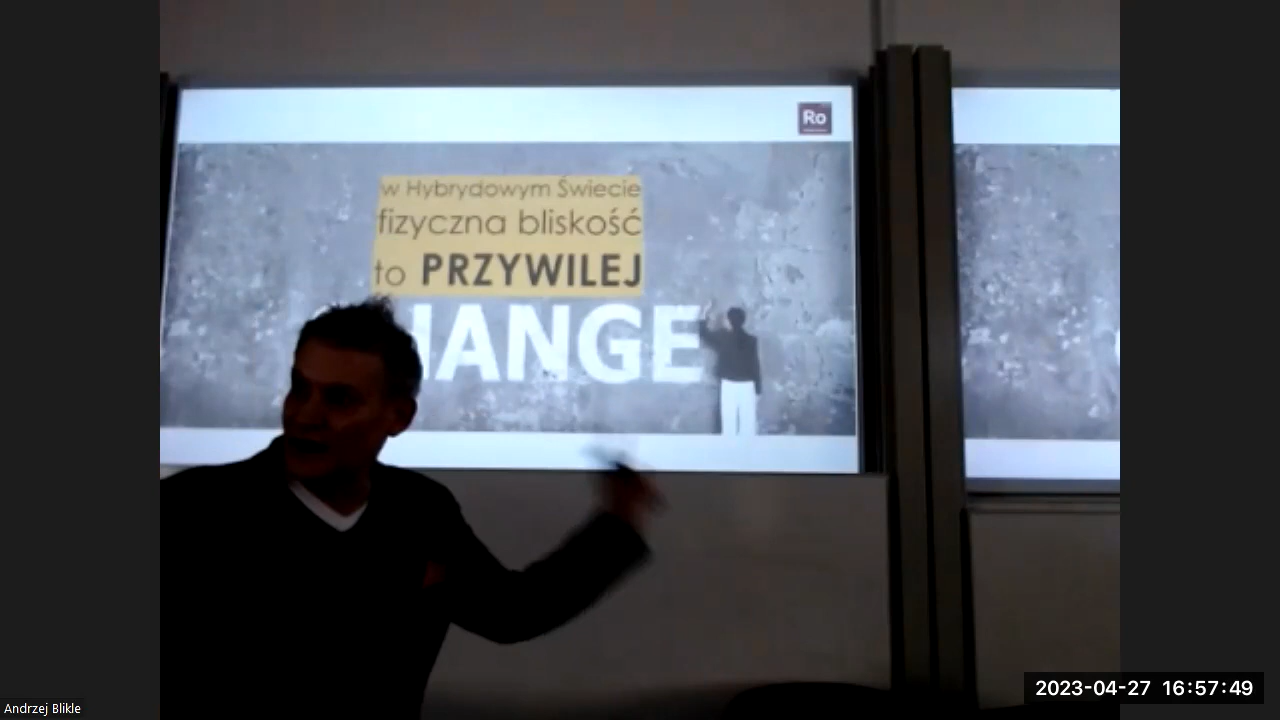 Ro
w Hybrydowym Świecie
fizyczna bliskość
to PRZYWILEJ
HANGE
Andrzej Blikle
2023-04-27 16:57:49